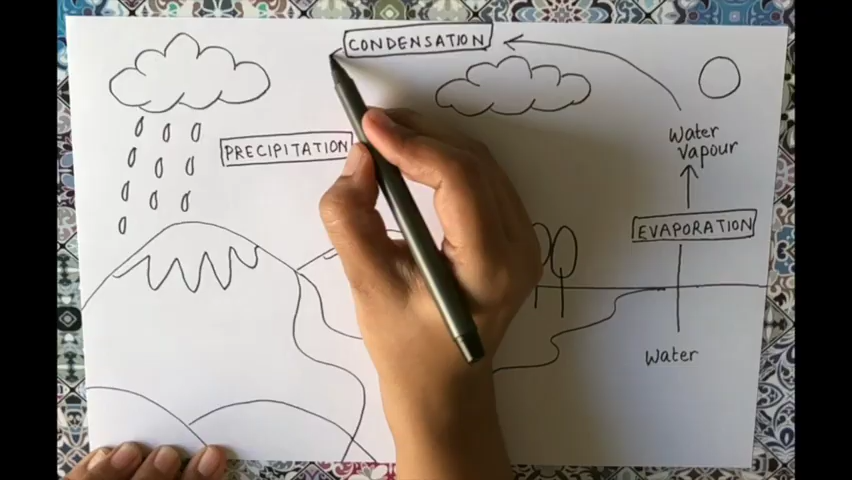 CONDENSATION
Water
Vapour
PRECIPITATION
EVAPORATION
Water